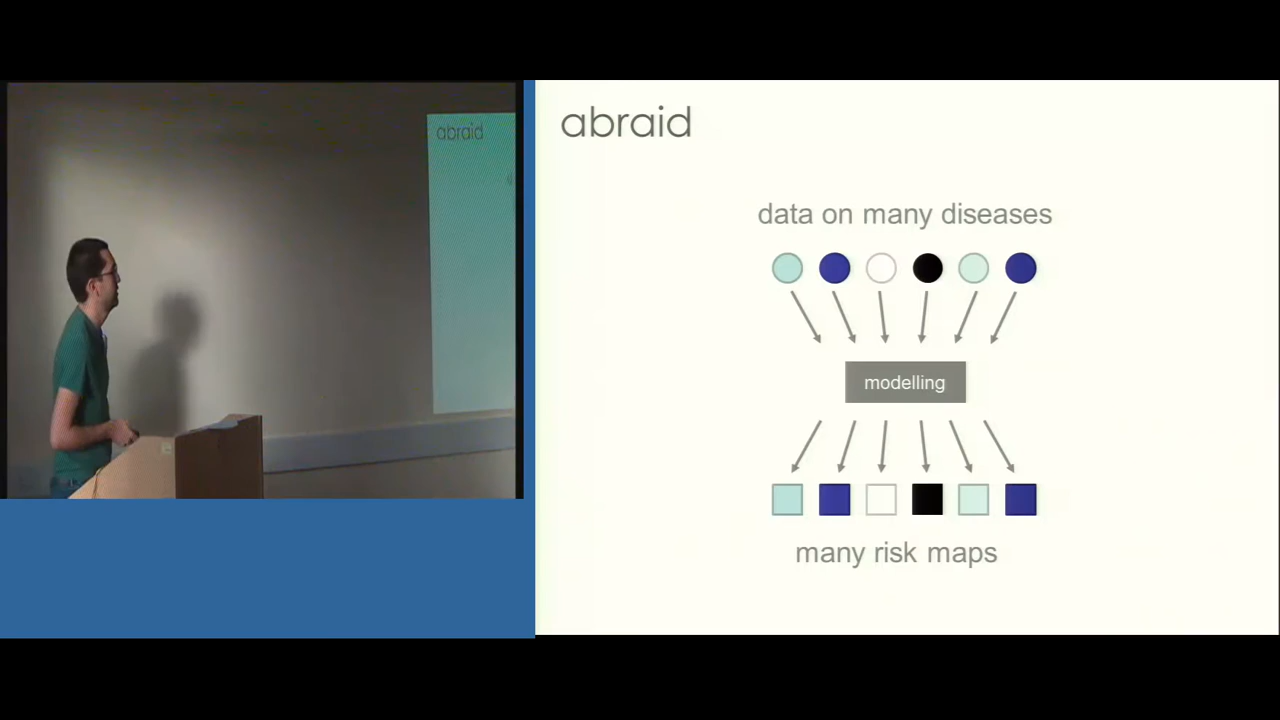 abraid
abraid
data on many diseases
modelling
many risk maps